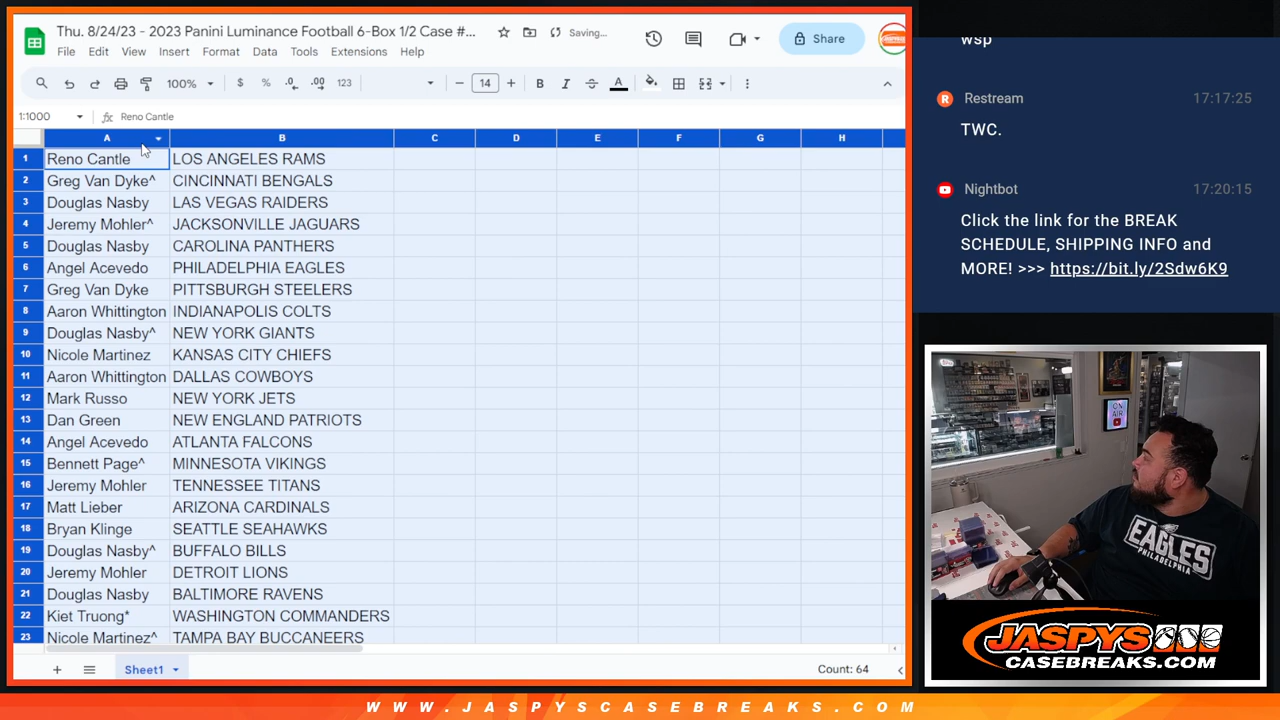 Thu. 8/24/23 - 2023 Panini Luminance Football 6-Box 1/2 Case #...
Saving...
File Edit View Insert Format Data Tools Extensions Help
Share
100% $ % .0 .00 123 14 B I A
1:1000 fx Reno Cantle
A B C D E F G H
1 Reno Cantle LOS ANGELES RAMS
2 Greg Van Dyke^ CINCINNATI BENGALS
3 Douglas Nasby LAS VEGAS RAIDERS
4 Jeremy Mohler^ JACKSONVILLE JAGUARS
5 Douglas Nasby CAROLINA PANTHERS
6 Angel Acevedo PHILADELPHIA EAGLES
7 Greg Van Dyke PITTSBURGH STEELERS
8 Aaron Whittington INDIANAPOLIS COLTS
9 Douglas Nasby^ NEW YORK GIANTS
10 Nicole Martinez KANSAS CITY CHIEFS
11 Aaron Whittington DALLAS COWBOYS
12 Mark Russo NEW YORK JETS
13 Dan Green NEW ENGLAND PATRIOTS
14 Angel Acevedo ATLANTA FALCONS
15 Bennett Page^ MINNESOTA VIKINGS
16 Jeremy Mohler TENNESSEE TITANS
17 Matt Lieber ARIZONA CARDINALS
18 Bryan Klinge SEATTLE SEAHAWKS
19 Douglas Nasby^ BUFFALO BILLS
20 Jeremy Mohler DETROIT LIONS
21 Douglas Nasby BALTIMORE RAVENS
22 Kiet Truong* WASHINGTON COMMANDERS
23 Nicole Martinez^ TAMPA BAY BUCCANEERS
Sheet1
Count: 64
wsp
Restream 17:17:25
TWC.
Nightbot 17:20:15
Click the link for the BREAK
SCHEDULE, SHIPPING INFO and
MORE! >>> https://bit.ly/2Sdw6K9
ON
AIR
EAGLES
PHILADELPHIA
JASPYS
CASEBREAKS.COM
WWW.JASPYSCASEBREAKS.COM